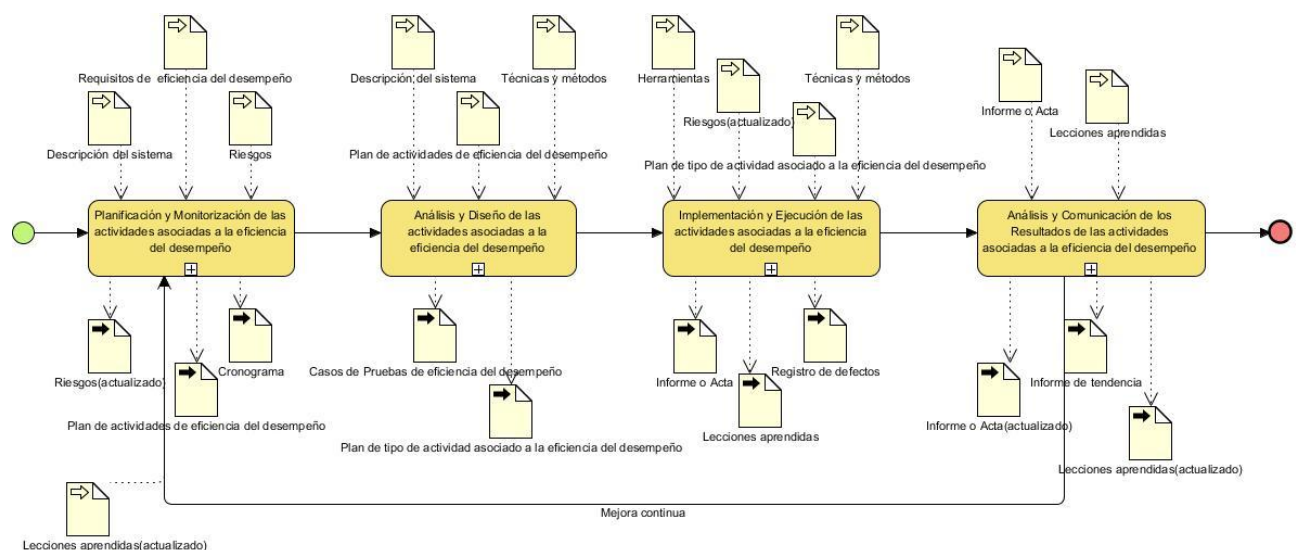 Requisitos de eficiencia del desempeño
Descripción del sistema
Técnicas y métodos
Herramientas
Técnicas y métodos
Riesgos(actualizado)
Informe o Acta
Lecciones aprendidas
Descripción del sistema
Riesgos
Plan de actividades de eficiencia del desempeño
Plan de tipo de actividad asociado a la eficiencia del desempeño
Planificación y Monitorización de las
actividades asociadas a la eficiencia
del desempeño
Análisis y Diseño de las
actividades asociadas a la
eficiencia del desempeño
Implementación y Ejecución de las
actividades asociadas a la eficiencia
del desempeño
Análisis y Comunicación de los
Resultados de las actividades
asociadas a la eficiencia del desempeño
Riesgos(actualizado)
Cronograma
Plan de actividades de eficiencia del desempeño
Casos de Pruebas de eficiencia del desempeño
Plan de tipo de actividad asociado a la eficiencia del desempeño
Informe o Acta
Registro de defectos
Lecciones aprendidas
Informe de tendencia
Informe o Acta(actualizado)
Lecciones aprendidas(actualizado)
Mejora continua
Lecciones aprendidas(actualizado)